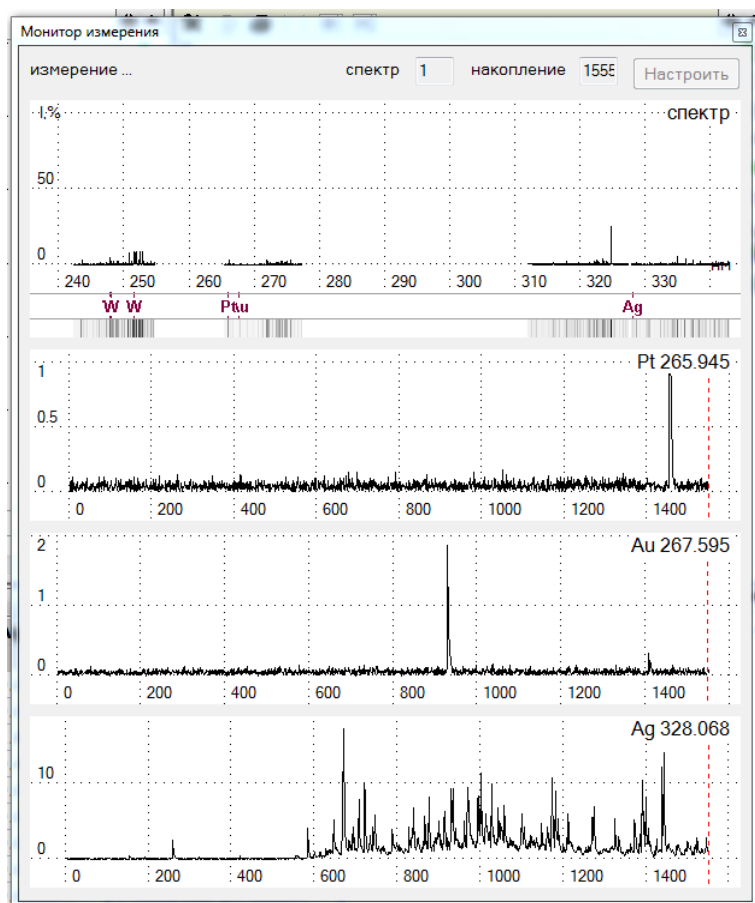 Монитор измерения
измерение ... спектр 1 накопление 1555 Настроить
I,% спектр
50
0
240 250 260 270 280 290 300 310 320 330 нм
W W Pt Ag
Pt 265.945
1
0.5
0
0 200 400 600 800 1000 1200 1400
Au 267.595
2
1
0
0 200 400 600 800 1000 1200 1400
Ag 328.068
10
0
0 200 400 600 800 1000 1200 1400